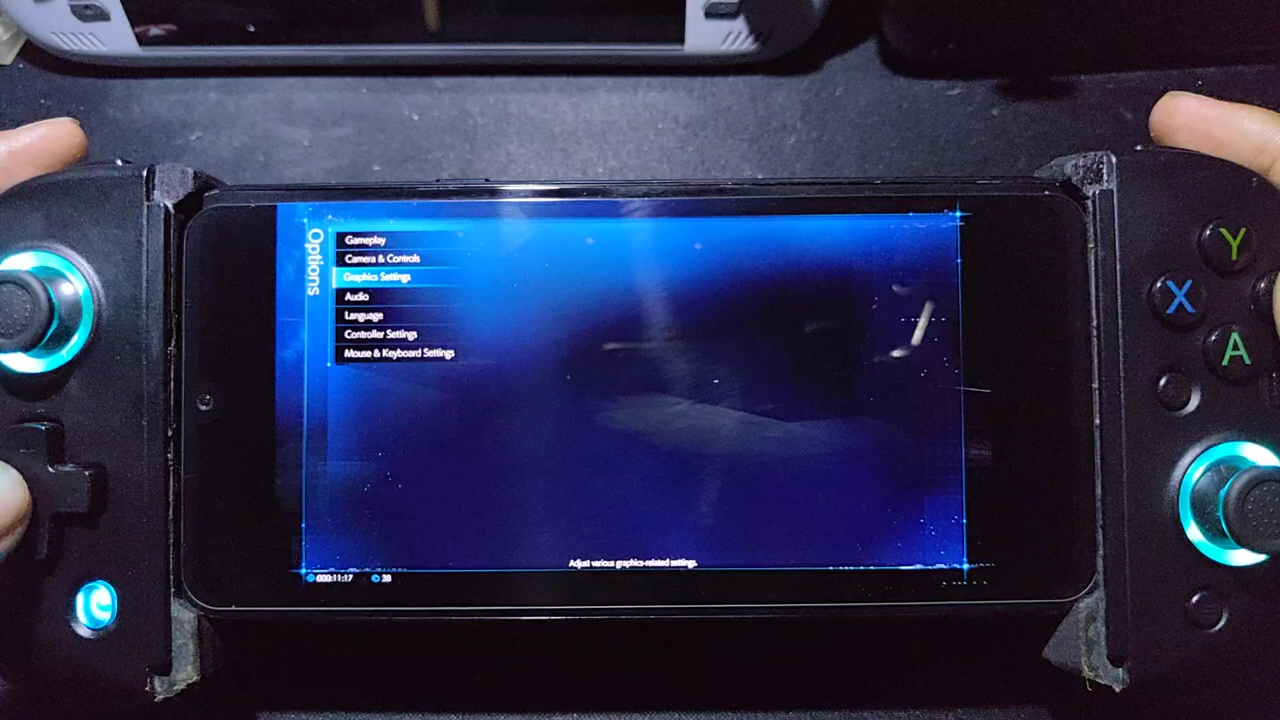 Options
Gameplay
Camera & Controls
Graphics Settings
Audio
Language
Controller Settings
Mouse & Keyboard Settings
Adjust various graphics-related settings.
000:11:17 38
Y
X
A